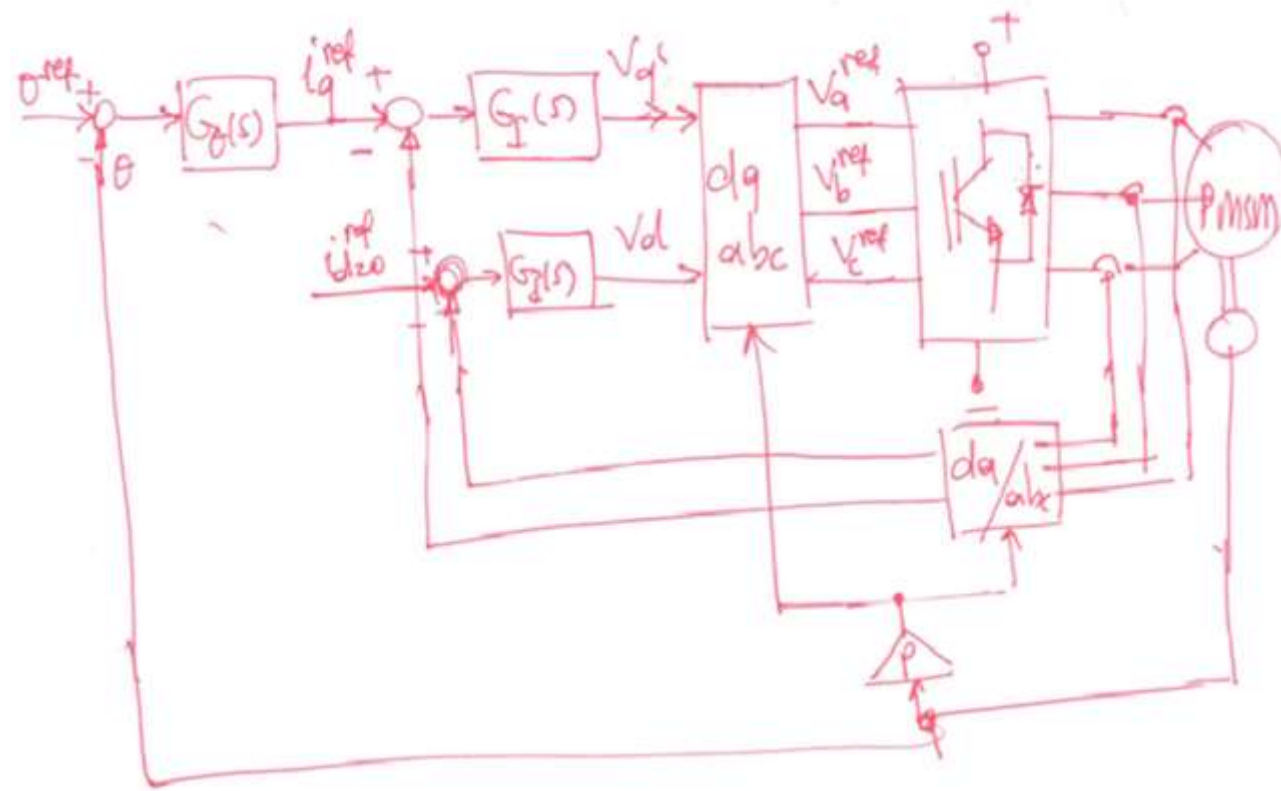 θ^ref + i_q^ref + V_q V_a^ref +
G_θ(s) G_I(s) dq
abc V_b^ref PMSM
- θ -
i_d^ref=0 + G_I(s) Vd V_c^ref
-
-
dq/abc
P